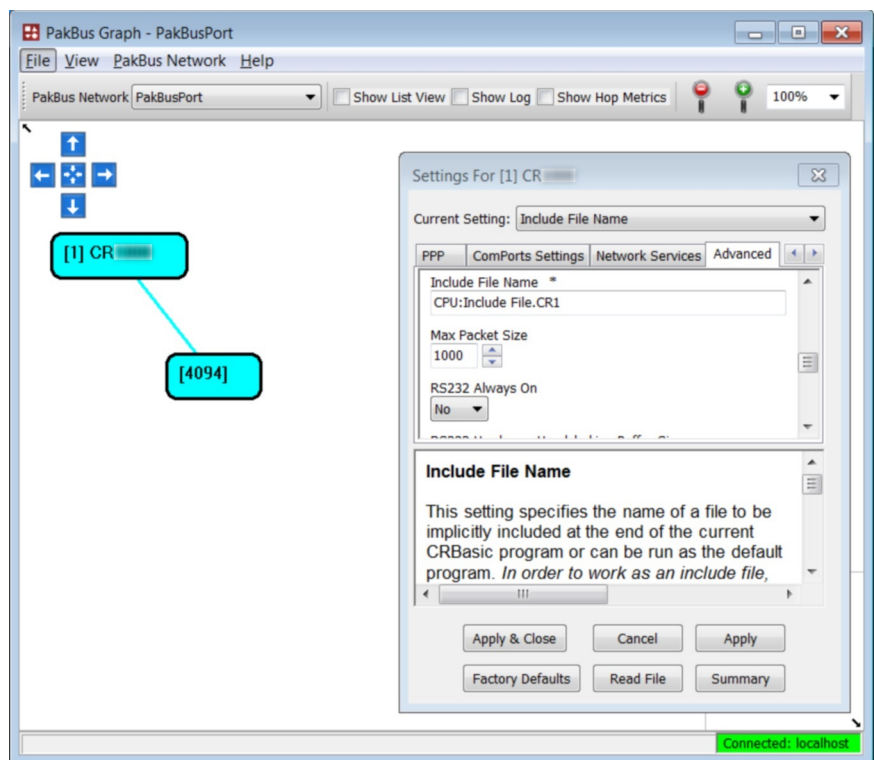 PakBus Graph - PakBusPort
File View PakBus Network Help
PakBus Network PakBusPort Show List View Show Log Show Hop Metrics 100%
[1] CR
[4094]
Settings For [1] CR
Current Setting: Include File Name
PPP ComPorts Settings Network Services Advanced
Include File Name *
CPU:Include File.CR1
Max Packet Size
1000
RS232 Always On
No
Include File Name
This setting specifies the name of a file to be
implicitly included at the end of the current
CRBasic program or can be run as the default
program. In order to work as an include file,
Apply & Close Cancel Apply
Factory Defaults Read File Summary
Connected: localhost